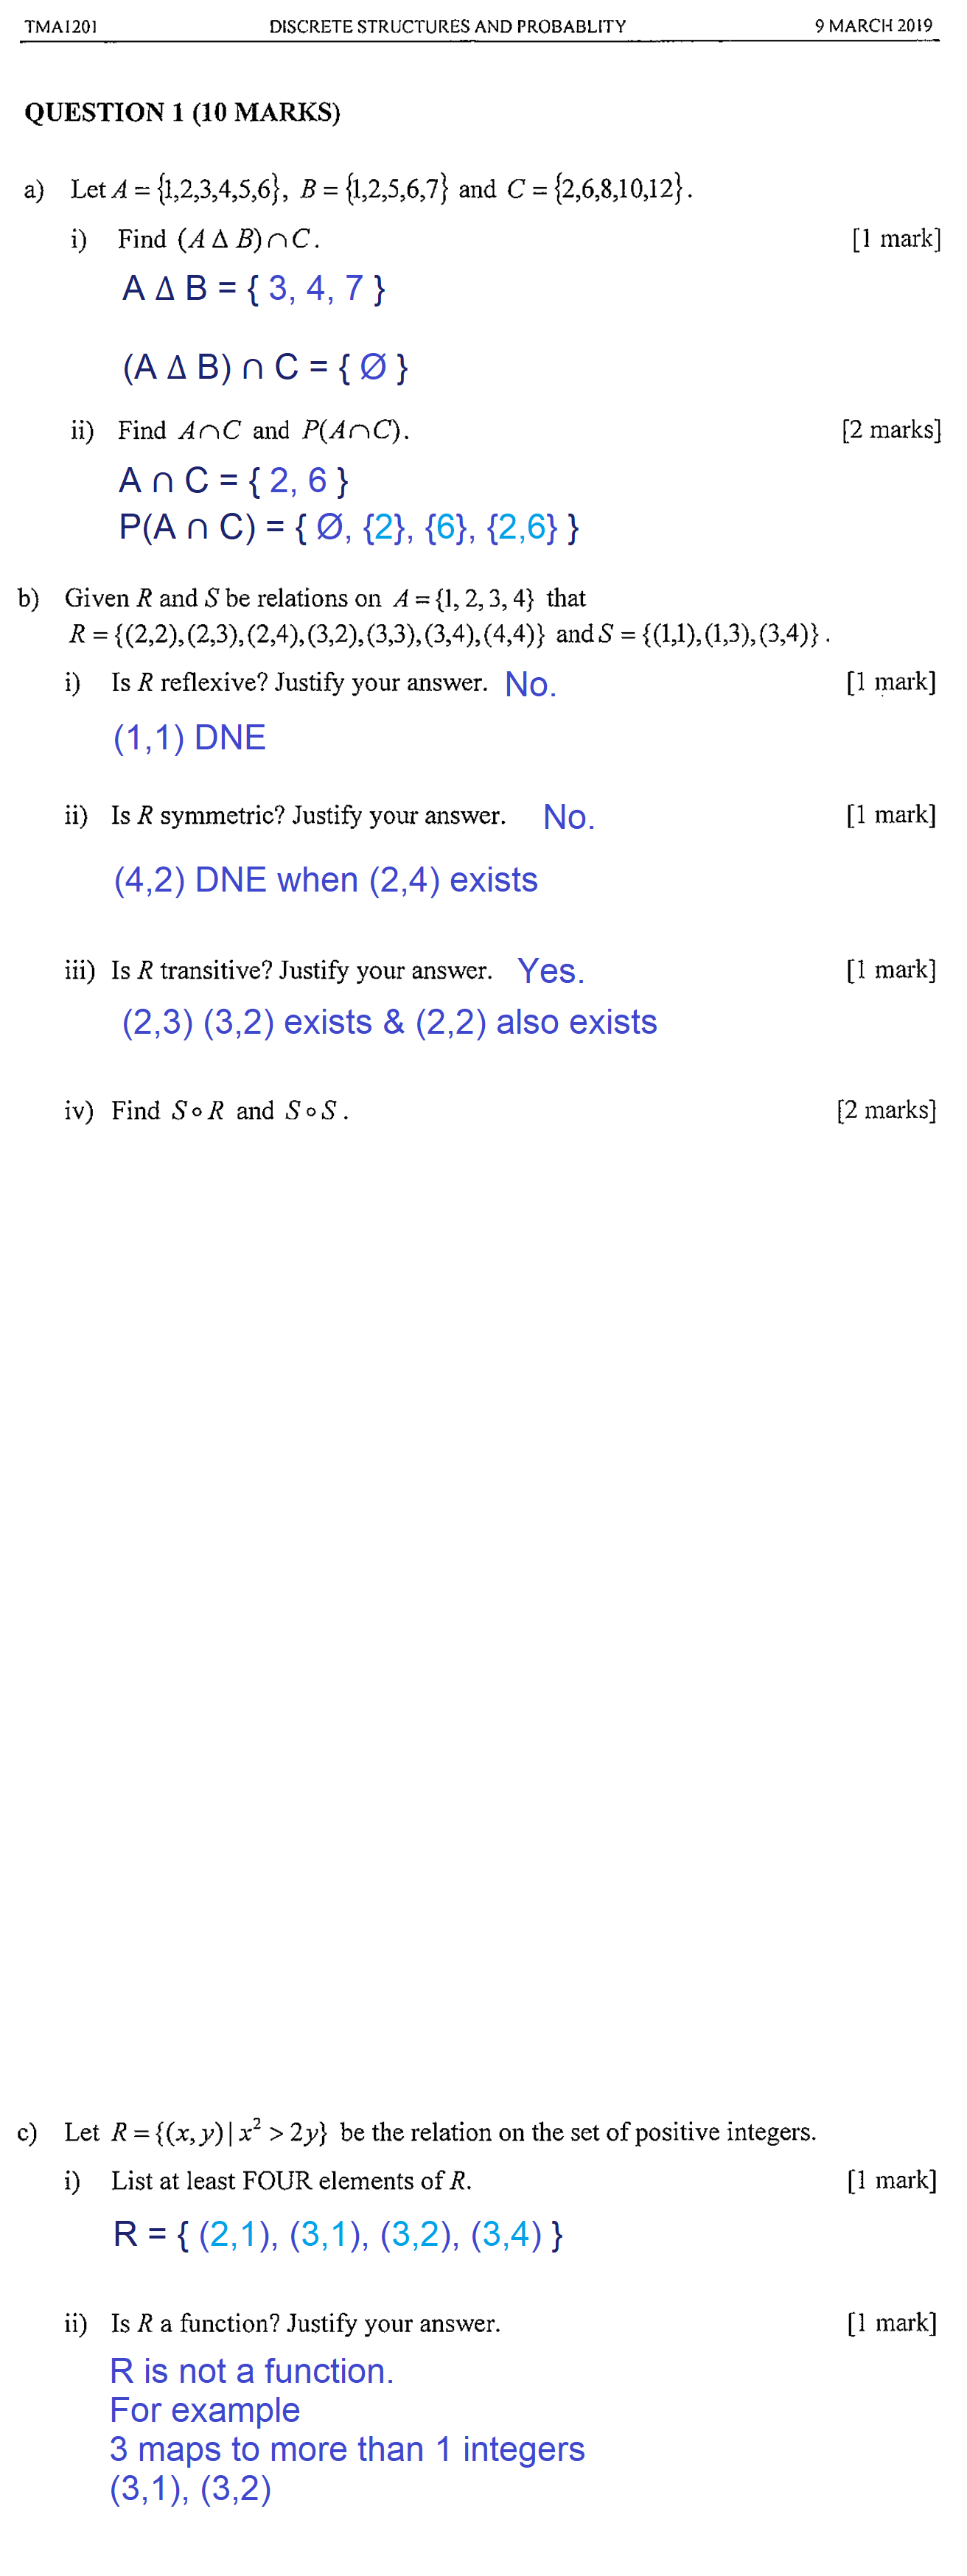 TMA1201 DISCRETE STRUCTURES AND PROBABLITY 9 MARCH 2019
QUESTION 1 (10 MARKS)
a) Let A = {1,2,3,4,5,6}, B = {1,2,5,6,7} and C = {2,6,8,10,12}.
i) Find (A Δ B)∩C. [1 mark]
A Δ B = { 3, 4, 7 }
(A Δ B) ∩ C = { Ø }
ii) Find A∩C and P(A∩C). [2 marks]
A ∩ C = { 2, 6 }
P(A ∩ C) = { Ø, {2}, {6}, {2,6} }
b) Given R and S be relations on A = {1, 2, 3, 4} that
R = {(2,2),(2,3),(2,4),(3,2),(3,3),(3,4),(4,4)} and S = {(1,1),(1,3),(3,4)}.
i) Is R reflexive? Justify your answer. No. [1 mark]
(1,1) DNE
ii) Is R symmetric? Justify your answer. No. [1 mark]
(4,2) DNE when (2,4) exists
iii) Is R transitive? Justify your answer. Yes. [1 mark]
(2,3) (3,2) exists & (2,2) also exists
iv) Find S∘R and S∘S. [2 marks]
c) Let R = {(x, y) | x² > 2y} be the relation on the set of positive integers.
i) List at least FOUR elements of R. [1 mark]
R = { (2,1), (3,1), (3,2), (3,4) }
ii) Is R a function? Justify your answer. [1 mark]
R is not a function.
For example
3 maps to more than 1 integers
(3,1), (3,2)